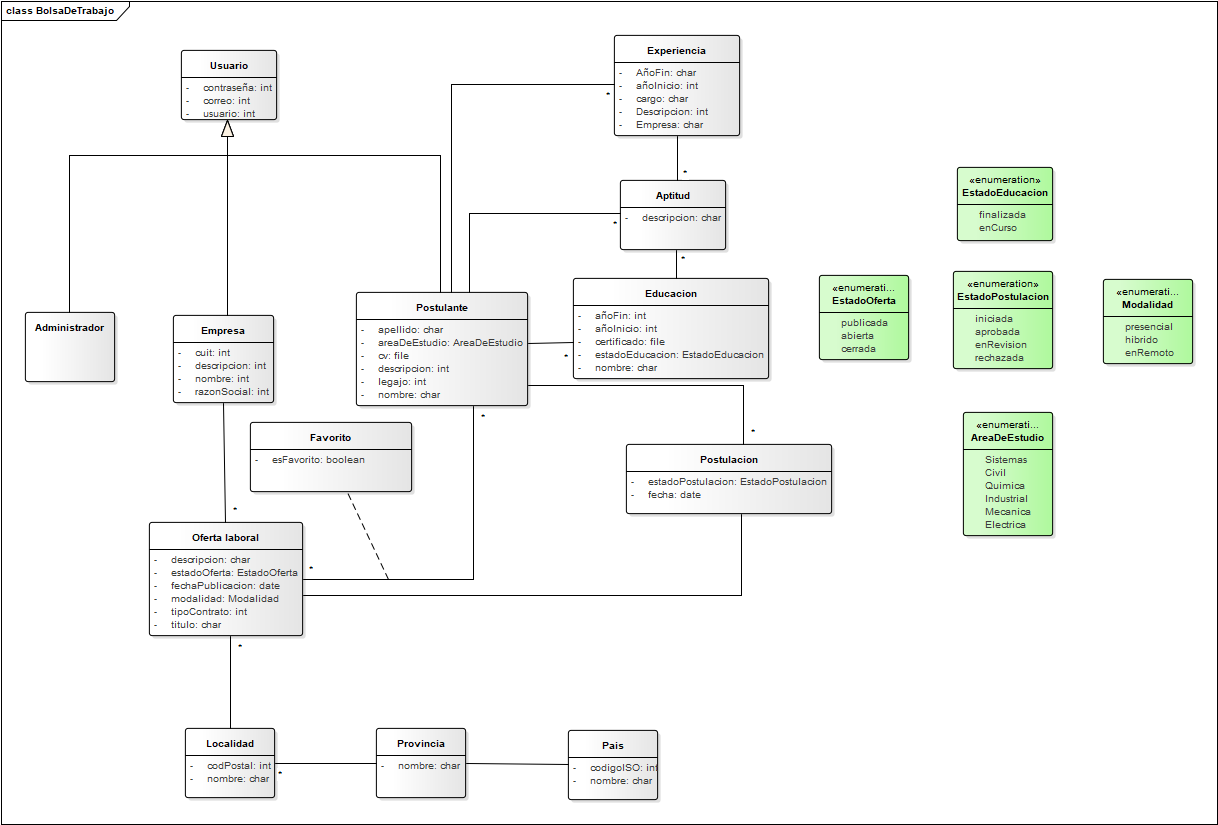 class BolsaDeTrabajo
Usuario
- contraseña: int
- correo: int
- usuario: int
Experiencia
- AñoFin: char
- añoInicio: int
- cargo: char
- Descripcion: int
- Empresa: char
*
*
Aptitud
- descripcion: char
*
*
«enumeration»
EstadoEducacion
finalizada
enCurso
Administrador
Empresa
- cuit: int
- descripcion: int
- nombre: int
- razonSocial: int
Postulante
- apellido: char
- areaDeEstudio: AreaDeEstudio
- cv: file
- descripcion: int
- legajo: int
- nombre: char
Educacion
- añoFin: int
- añoInicio: int
- certificado: file
- estadoEducacion: EstadoEducacion
- nombre: char
*
«enumerati...
EstadoOferta
publicada
abierta
cerrada
«enumeration»
EstadoPostulacion
iniciada
aprobada
enRevision
rechazada
«enumerati...
Modalidad
presencial
hibrido
enRemoto
*
*
Favorito
- esFavorito: boolean
Postulacion
- estadoPostulacion: EstadoPostulacion
- fecha: date
«enumerati...
AreaDeEstudio
Sistemas
Civil
Quimica
Industrial
Mecanica
Electrica
*
Oferta laboral
- descripcion: char
- estadoOferta: EstadoOferta
- fechaPublicacion: date
- modalidad: Modalidad
- tipoContrato: int
- titulo: char
*
*
Localidad
- codPostal: int
- nombre: char
*
Provincia
- nombre: char
Pais
- codigoISO: int
- nombre: char